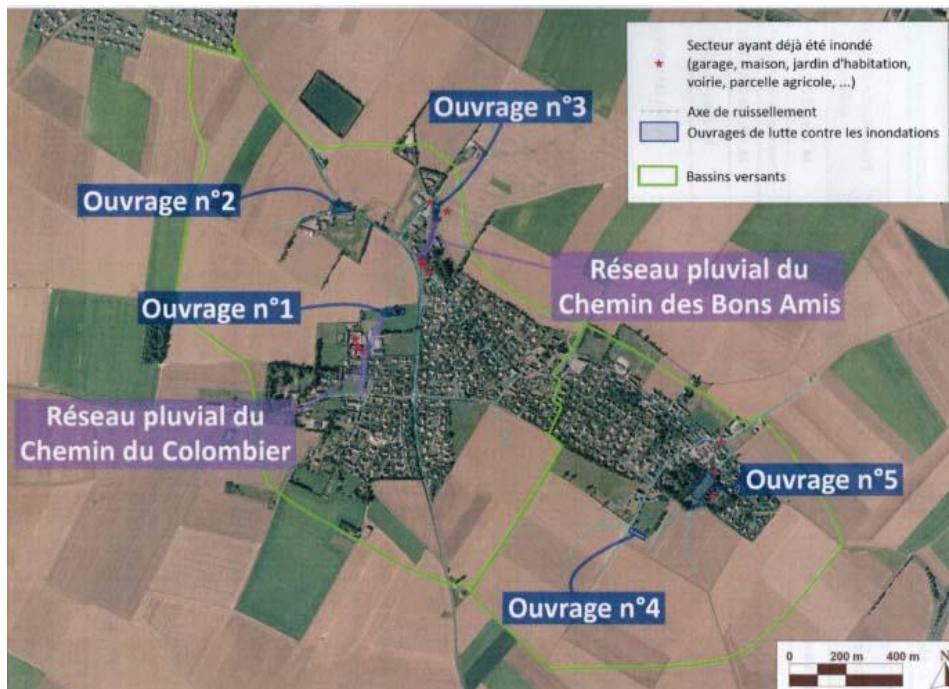 Secteur ayant déjà été inondé
(garage, maison, jardin d'habitation,
voirie, parcelle agricole, ...)
Axe de ruissellement
Ouvrages de lutte contre les inondations
Bassins versants
Ouvrage n°3
Ouvrage n°2
Réseau pluvial du
Chemin des Bons Amis
Ouvrage n°1
Réseau pluvial du
Chemin du Colombier
Ouvrage n°5
Ouvrage n°4
0 200 m 400 m
N